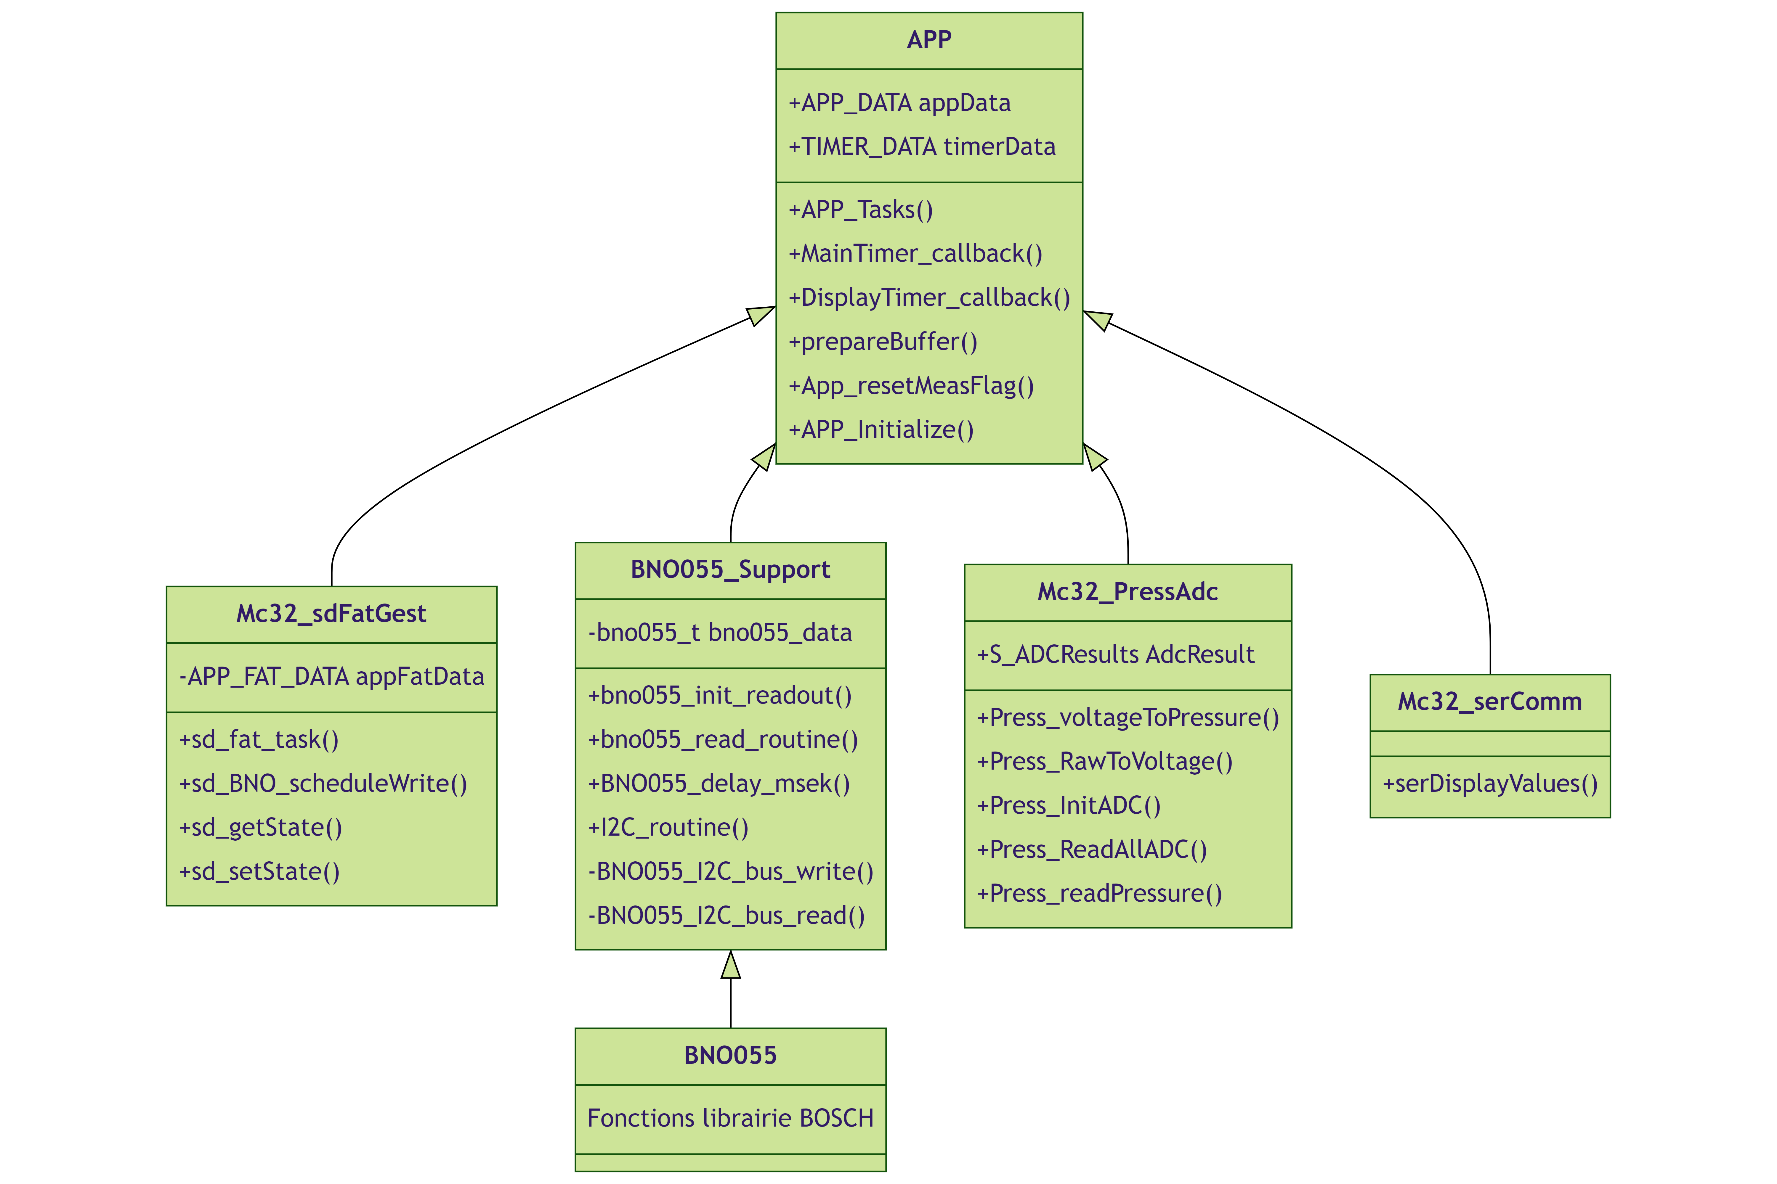 APP
+APP_DATA appData
+TIMER_DATA timerData
+APP_Tasks()
+MainTimer_callback()
+DisplayTimer_callback()
+prepareBuffer()
+App_resetMeasFlag()
+APP_Initialize()
Mc32_sdFatGest
-APP_FAT_DATA appFatData
+sd_fat_task()
+sd_BNO_scheduleWrite()
+sd_getState()
+sd_setState()
BNO055_Support
-bno055_t bno055_data
+bno055_init_readout()
+bno055_read_routine()
+BNO055_delay_msek()
+I2C_routine()
-BNO055_I2C_bus_write()
-BNO055_I2C_bus_read()
Mc32_PressAdc
+S_ADCResults AdcResult
+Press_voltageToPressure()
+Press_RawToVoltage()
+Press_InitADC()
+Press_ReadAllADC()
+Press_readPressure()
Mc32_serComm
+serDisplayValues()
BNO055
Fonctions librairie BOSCH